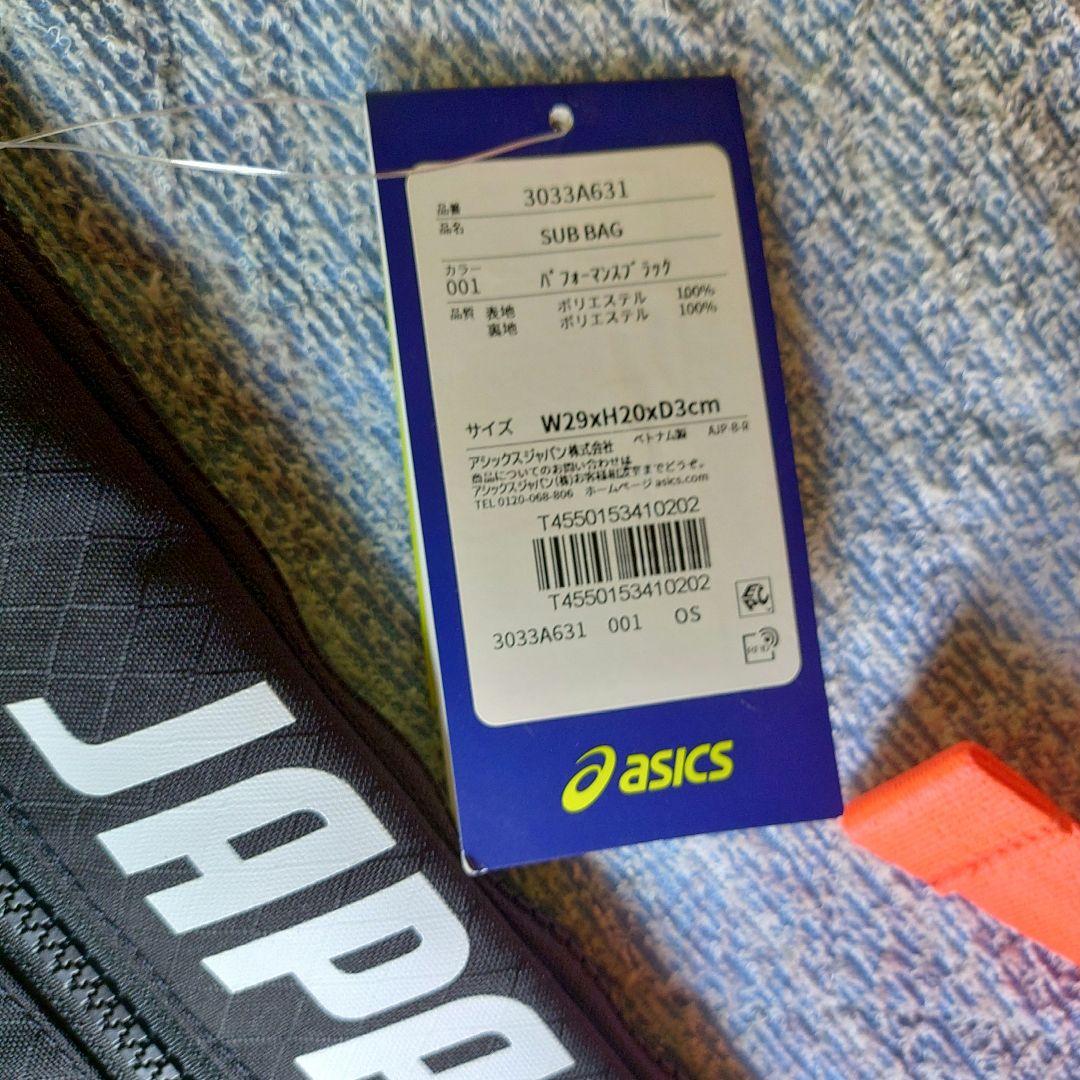 品番 3033A631
品名 SUB BAG
カラー
001 パフォーマンスブラック
品質 表地 ポリエステル 100%
裏地 ポリエステル 100%
サイズ W29xH20xD3cm
アシックスジャパン株式会社 ベトナム製 AJP-B-R
商品についてのお問い合わせは
アシックスジャパン(株)お客様相談室までどうぞ。
TEL 0120-068-806 ホームページ asics.com
T4550153410202
T4550153410202
3033A631 001 OS
RFID
asics
JAPA